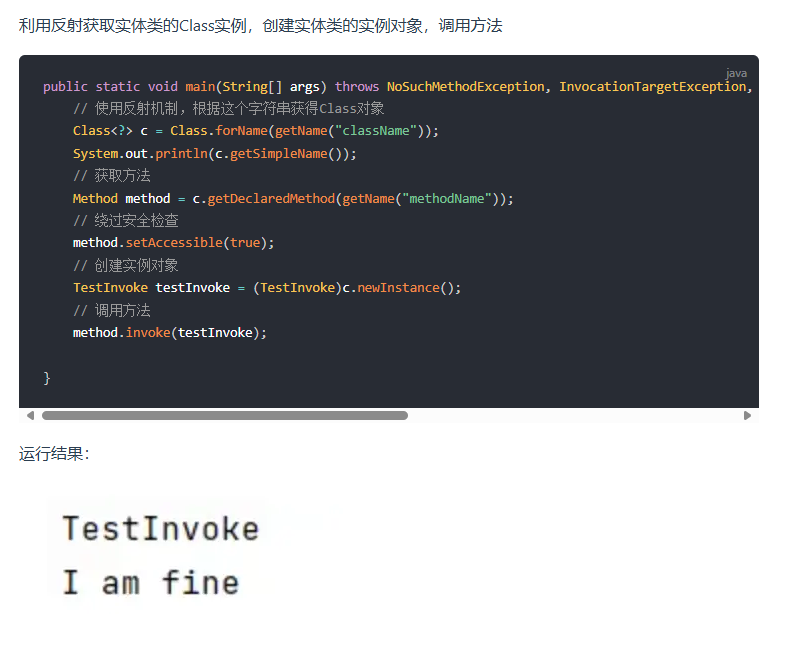 利用反射获取实体类的Class实例，创建实体类的实例对象，调用方法
java
public static void main(String[] args) throws NoSuchMethodException, InvocationTargetException,
// 使用反射机制，根据这个字符串获得Class对象
Class<?> c = Class.forName(getName("className"));
System.out.println(c.getSimpleName());
// 获取方法
Method method = c.getDeclaredMethod(getName("methodName"));
// 绕过安全检查
method.setAccessible(true);
// 创建实例对象
TestInvoke testInvoke = (TestInvoke)c.newInstance();
// 调用方法
method.invoke(testInvoke);
}
运行结果：
TestInvoke
I am fine